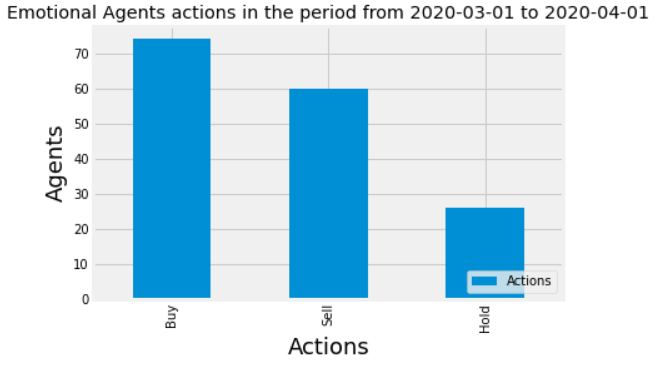 Emotional Agents actions in the period from 2020-03-01 to 2020-04-01
Agents
70
60
50
40
30
20
10
0
Actions
Buy
Sell
Hold
Actions